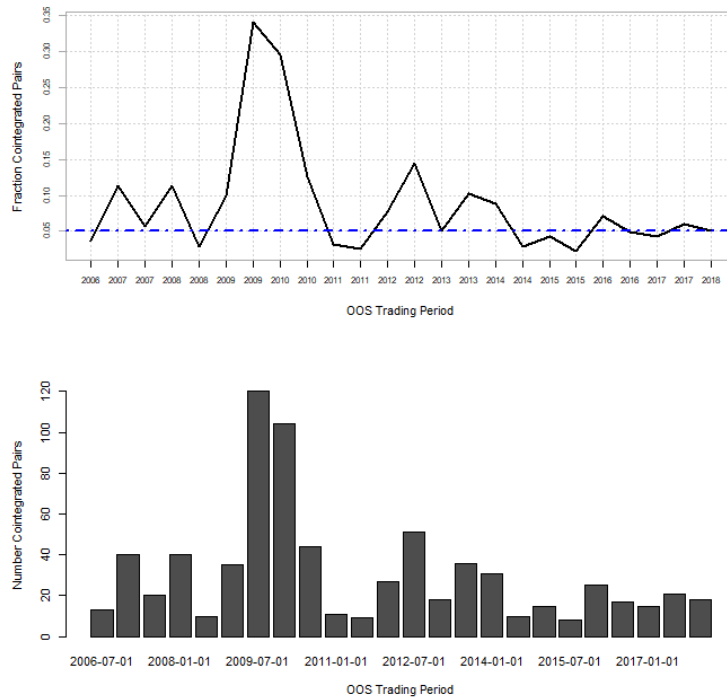 Fraction Cointegrated Pairs
0.35
0.30
0.25
0.20
0.15
0.10
0.05
2006 2007 2007 2008 2008 2009 2009 2010 2010 2011 2011 2012 2012 2013 2013 2014 2014 2015 2015 2016 2016 2017 2017 2018
OOS Trading Period
Number Cointegrated Pairs
120
100
80
60
40
20
0
2006-07-01 2008-01-01 2009-07-01 2011-01-01 2012-07-01 2014-01-01 2015-07-01 2017-01-01
OOS Trading Period